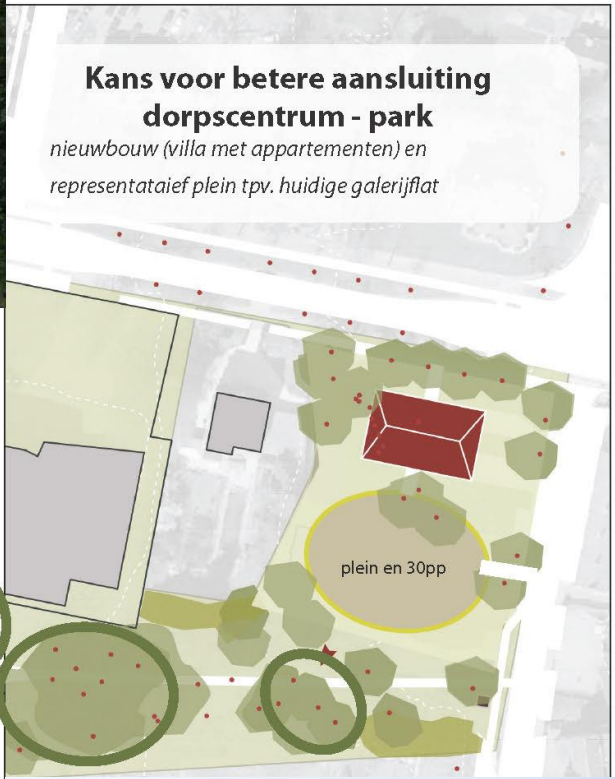 Kans voor betere aansluiting
dorpscentrum - park
nieuwbouw (villa met appartementen) en
representataief plein tpv. huidige galerijflat
plein en 30pp